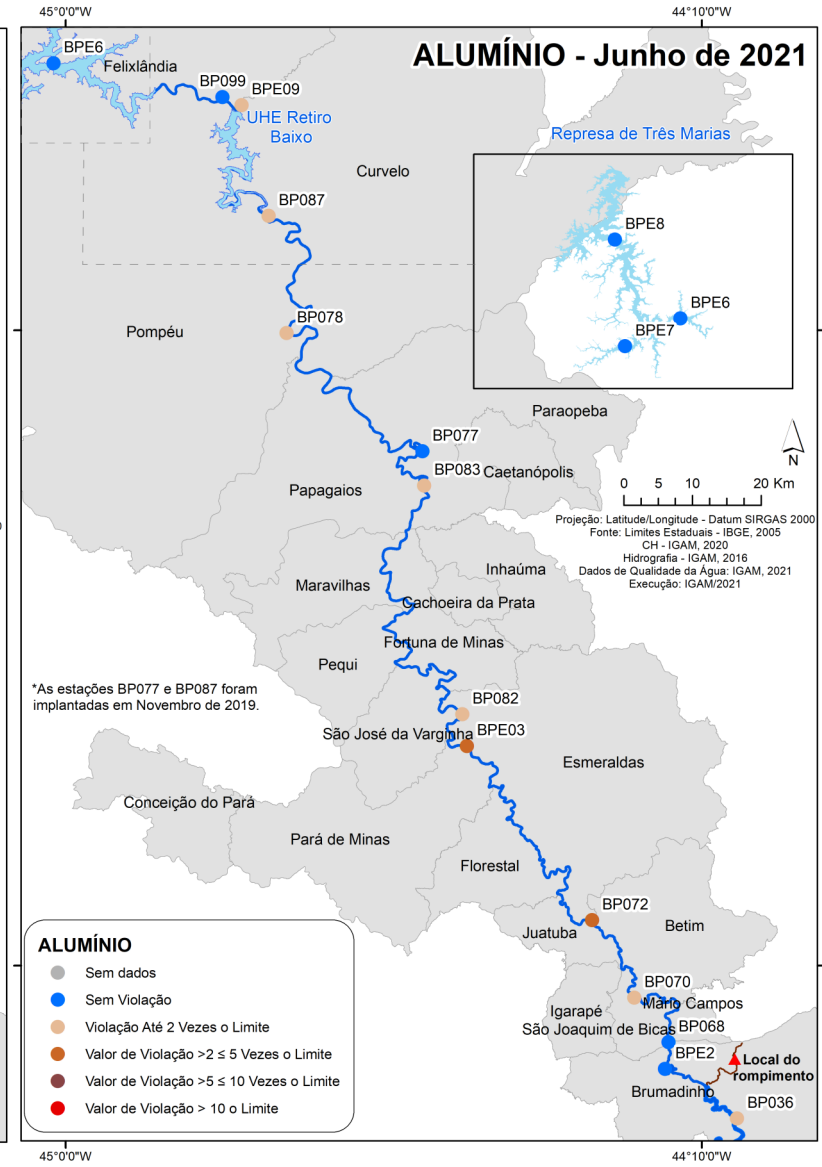 45°0'0"W
44°10'0"W
ALUMÍNIO - Junho de 2021
BPE6
Felixlândia
BP099
BPE09
UHE Retiro
Baixo
Represa de Três Marias
Curvelo
BP087
BPE8
BPE6
BPE7
BP078
Pompéu
Paraopeba
BP077
N
BP083
Caetanópolis
0 5 10 20 Km
Papagaios
Projeção: Latitude/Longitude - Datum SIRGAS 2000
Fonte: Limites Estaduais - IBGE, 2005
CH - IGAM, 2020
Hidrografia - IGAM, 2016
Dados de Qualidade da Água: IGAM, 2021
Execução: IGAM/2021
Inhaúma
Maravilhas
Cachoeira da Prata
Fortuna de Minas
Pequi
*As estações BP077 e BP087 foram
implantadas em Novembro de 2019.
BP082
São José da Varginha
BPE03
Esmeraldas
Conceição do Pará
Pará de Minas
Florestal
BP072
Betim
Juatuba
BP070
Mário Campos
Igarapé
São Joaquim de Bicas
BP068
BPE2
Local do
rompimento
Brumadinho
BP036
ALUMÍNIO
Sem dados
Sem Violação
Violação Até 2 Vezes o Limite
Valor de Violação >2 ≤ 5 Vezes o Limite
Valor de Violação >5 ≤ 10 Vezes o Limite
Valor de Violação > 10 o Limite
45°0'0"W
44°10'0"W